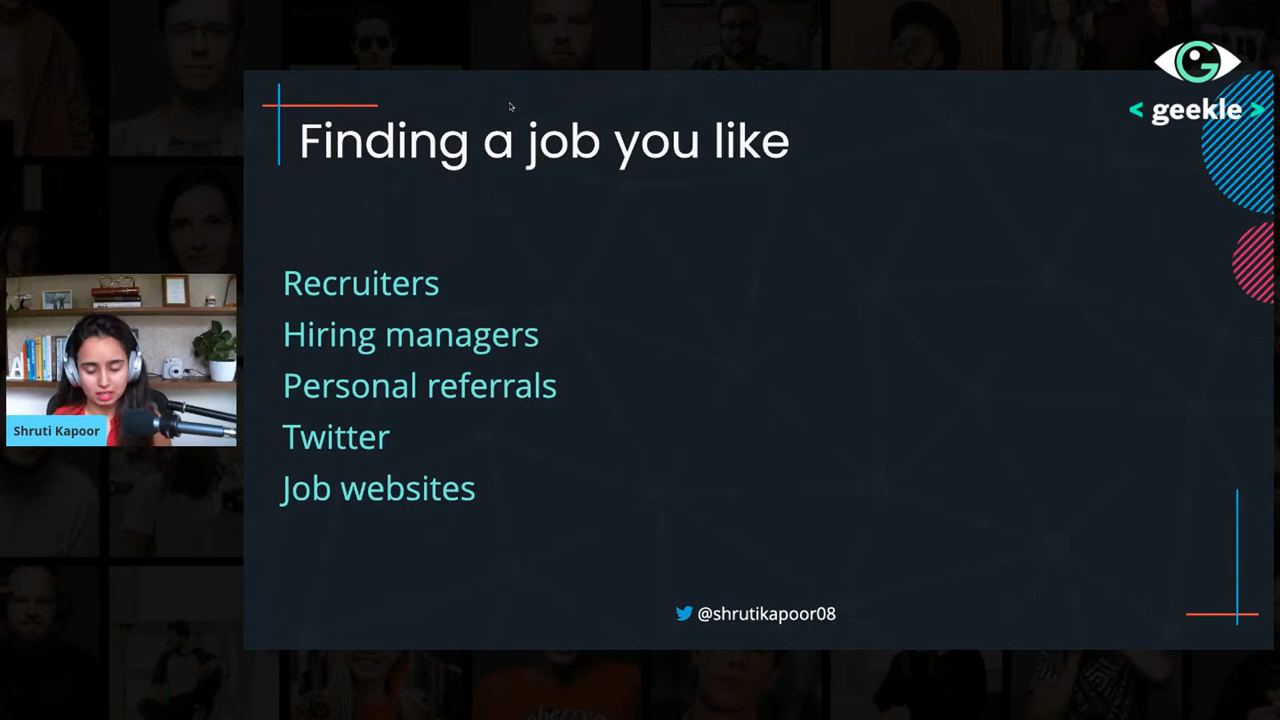 G
< geekle >
Finding a job you like
Recruiters
Hiring managers
Personal referrals
Twitter
Job websites
Shruti Kapoor
@shrutikapoor08